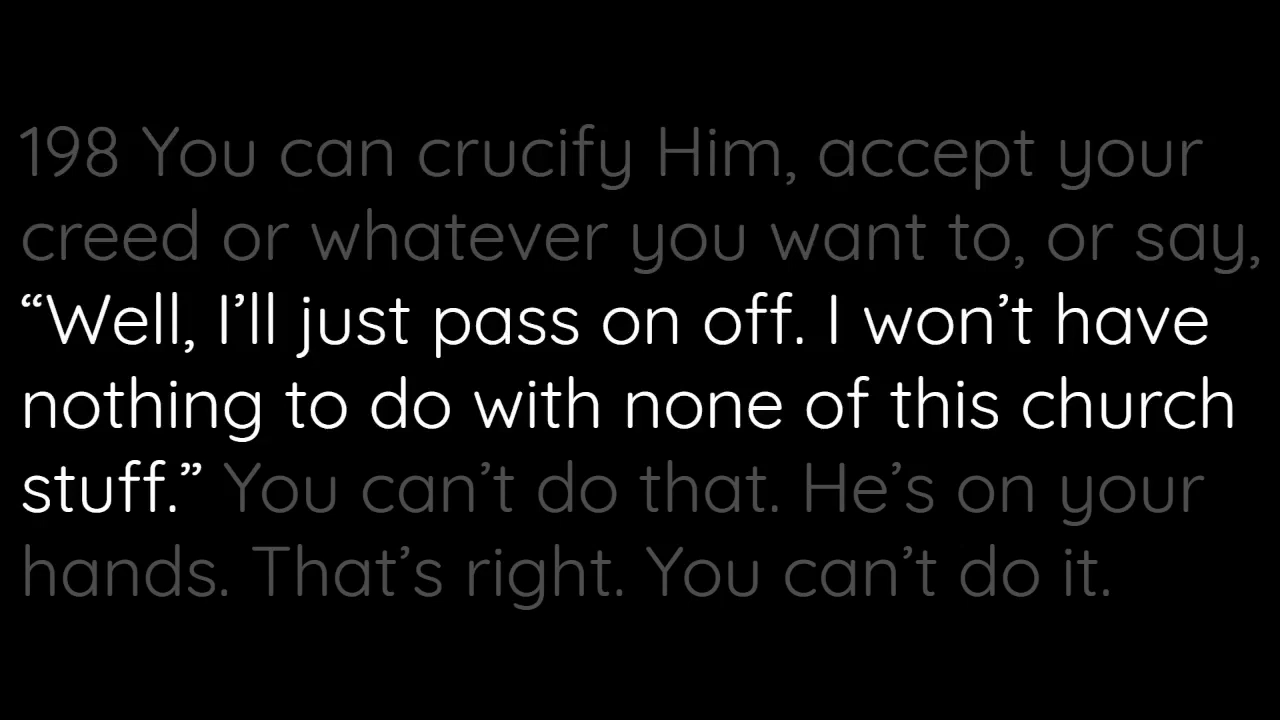 198 You can crucify Him, accept your
creed or whatever you want to, or say,
“Well, I’ll just pass on off. I won’t have
nothing to do with none of this church
stuff.” You can’t do that. He’s on your
hands. That’s right. You can’t do it.